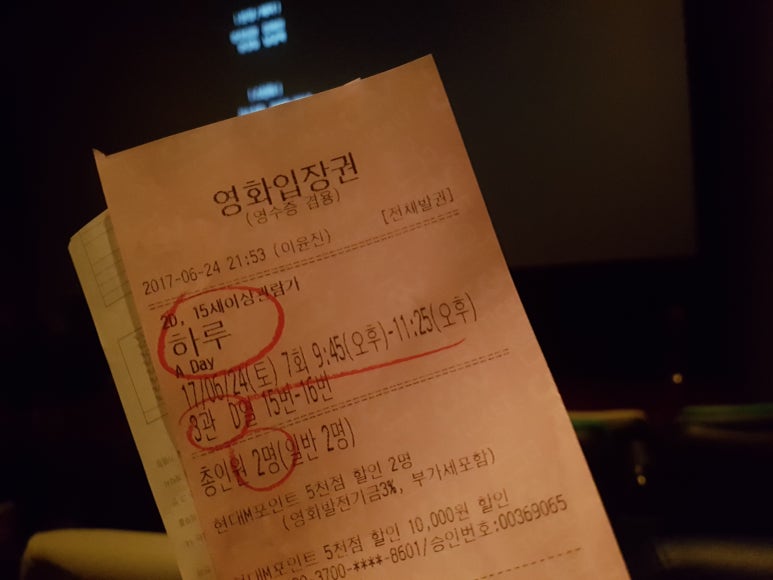 영화입장권
(영수증 겸용)
[전체발권]
2017-06-24 21:53 (이윤진)
2D, 15세이상관람가
하루
A Day
17/06/24(토) 7회 9:45(오후)-11:25(오후)
3관 D열 15번-16번
총인원 2명(일반 2명)
현대M포인트 5천점 할인 2명
(영화발전기금3%, 부가세포함)
현대M포인트 5천점 할인 10,000원 할인
3700-****-8601/승인번호:00369065